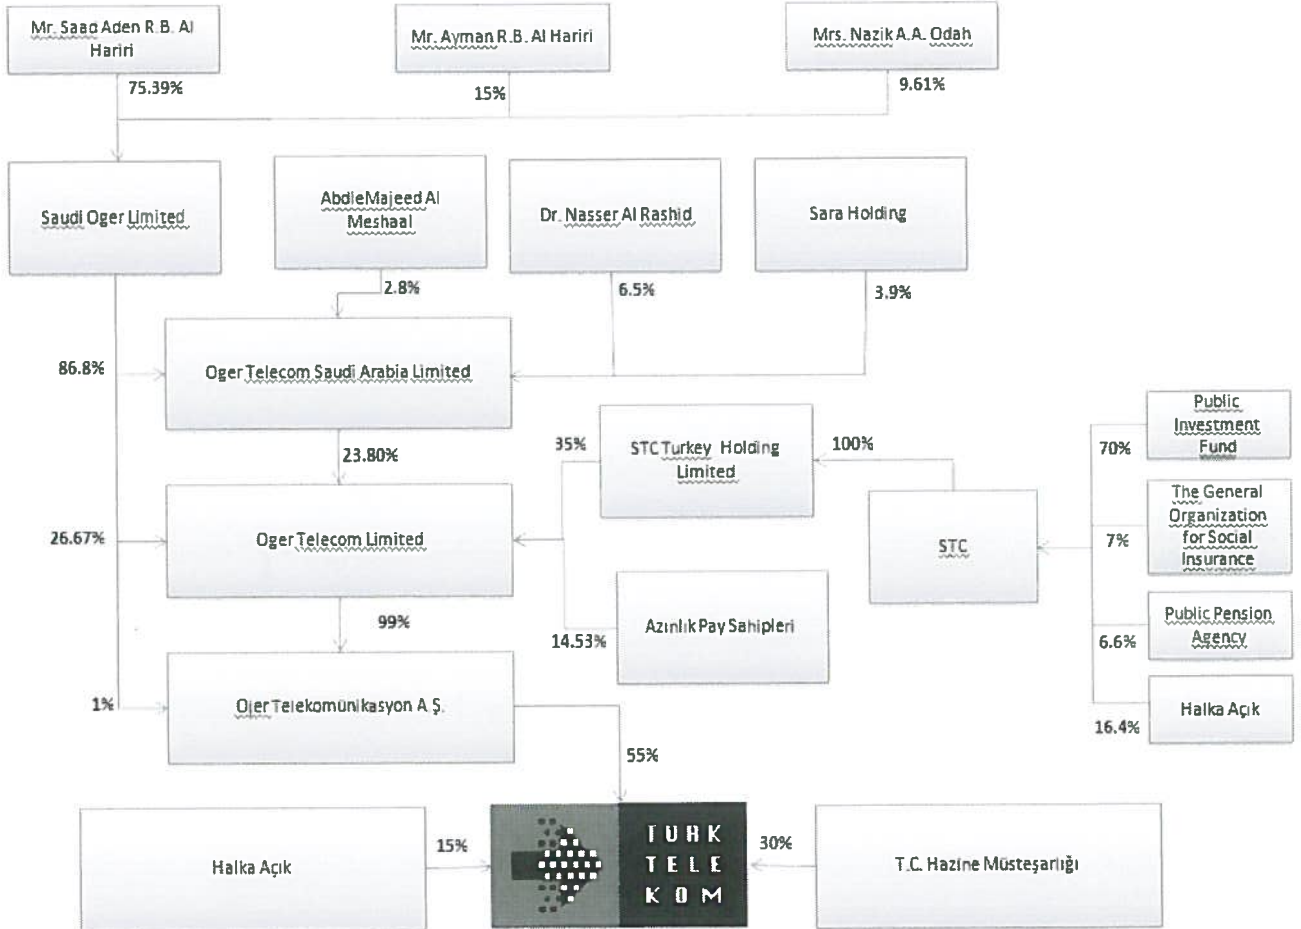 Mr. Saad Aden R.B. Al
Hariri
Mr. Ayman R.B. Al Hariri
Mrs. Nazik A.A. Odah
75.39%
15%
9.61%
Saudi Oger Limited
AbdleMajeed Al
Meshaal
Dr. Nasser Al Rashid
Sara Holding
2.8%
6.5%
3.9%
86.8%
Oger Telecom Saudi Arabia Limited
23.80%
35%
STC Turkey Holding
Limited
100%
70%
Public
Investment
Fund
26.67%
Oger Telecom Limited
STC
7%
The General
Organization
for Social
Insurance
99%
14.53%
Azınlık Pay Sahipleri
6.6%
Public Pension
Agency
1%
Ojer Telekomünikasyon A Ş.
16.4%
Halka Açık
55%
Halka Açık
15%
TÜRK
TELE
KOM
30%
T.C. Hazine Müsteşarlığı